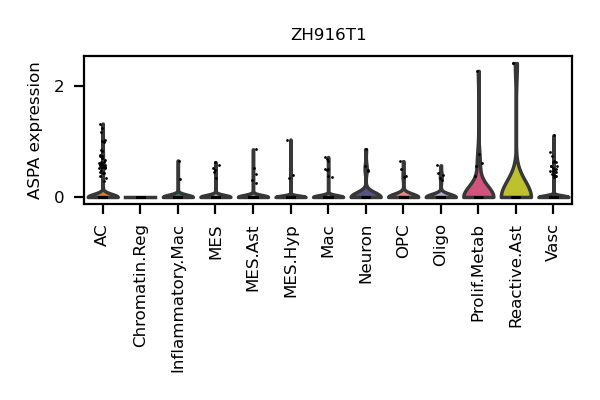 ZH916T1
ASPA expression
2
0
AC
Chromatin.Reg
Inflammatory.Mac
MES
MES.Ast
MES.Hyp
Mac
Neuron
OPC
Oligo
Prolif.Metab
Reactive.Ast
Vasc